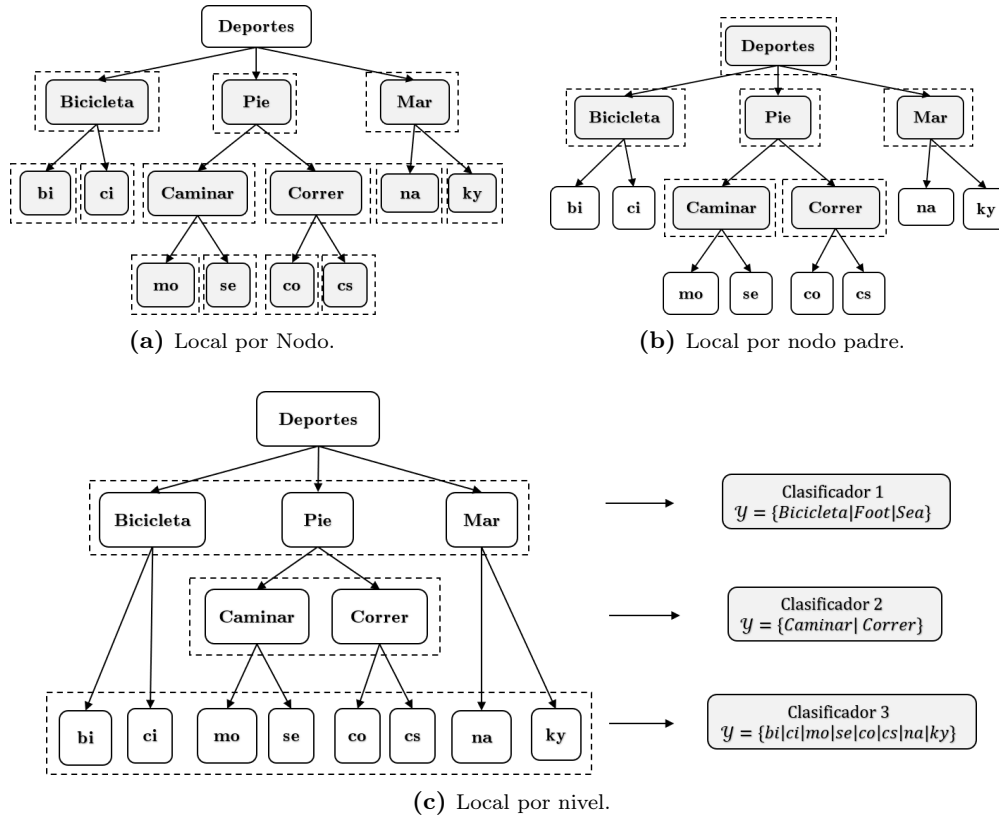 Deportes
Bicicleta Pie Mar
bi ci Caminar Correr na ky
mo se co cs
(a) Local por Nodo.
Deportes
Bicicleta Pie Mar
bi ci Caminar Correr na ky
mo se co cs
(b) Local por nodo padre.
Deportes
Bicicleta Pie Mar
Clasificador 1
𝒴 = {Bicicleta|Foot|Sea}
Caminar Correr
Clasificador 2
𝒴 = {Caminar| Correr}
bi ci mo se co cs na ky
Clasificador 3
𝒴 = {bi|ci|mo|se|co|cs|na|ky}
(c) Local por nivel.